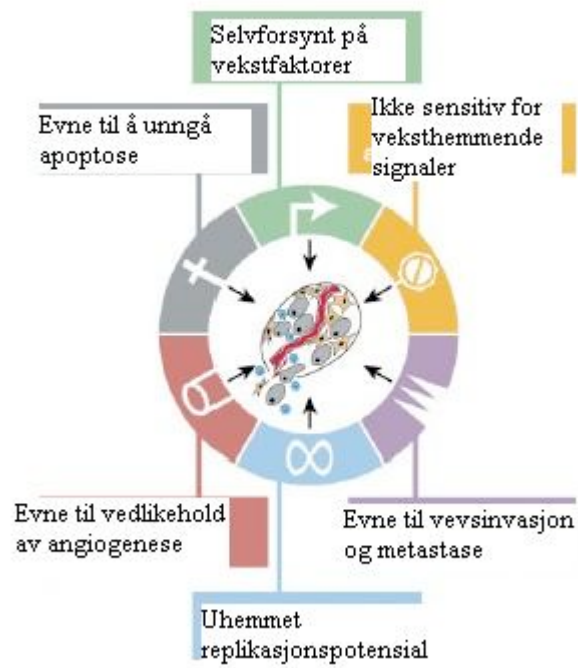 Selvforsynt på
vekstfaktorer
Evne til å unngå
apoptose
Ikke sensitiv for
veksthemmende
signaler
Evne til vedlikehold
av angiogenese
Evne til vevsinvasjon
og metastase
Uhemmet
replikasjonspotensial